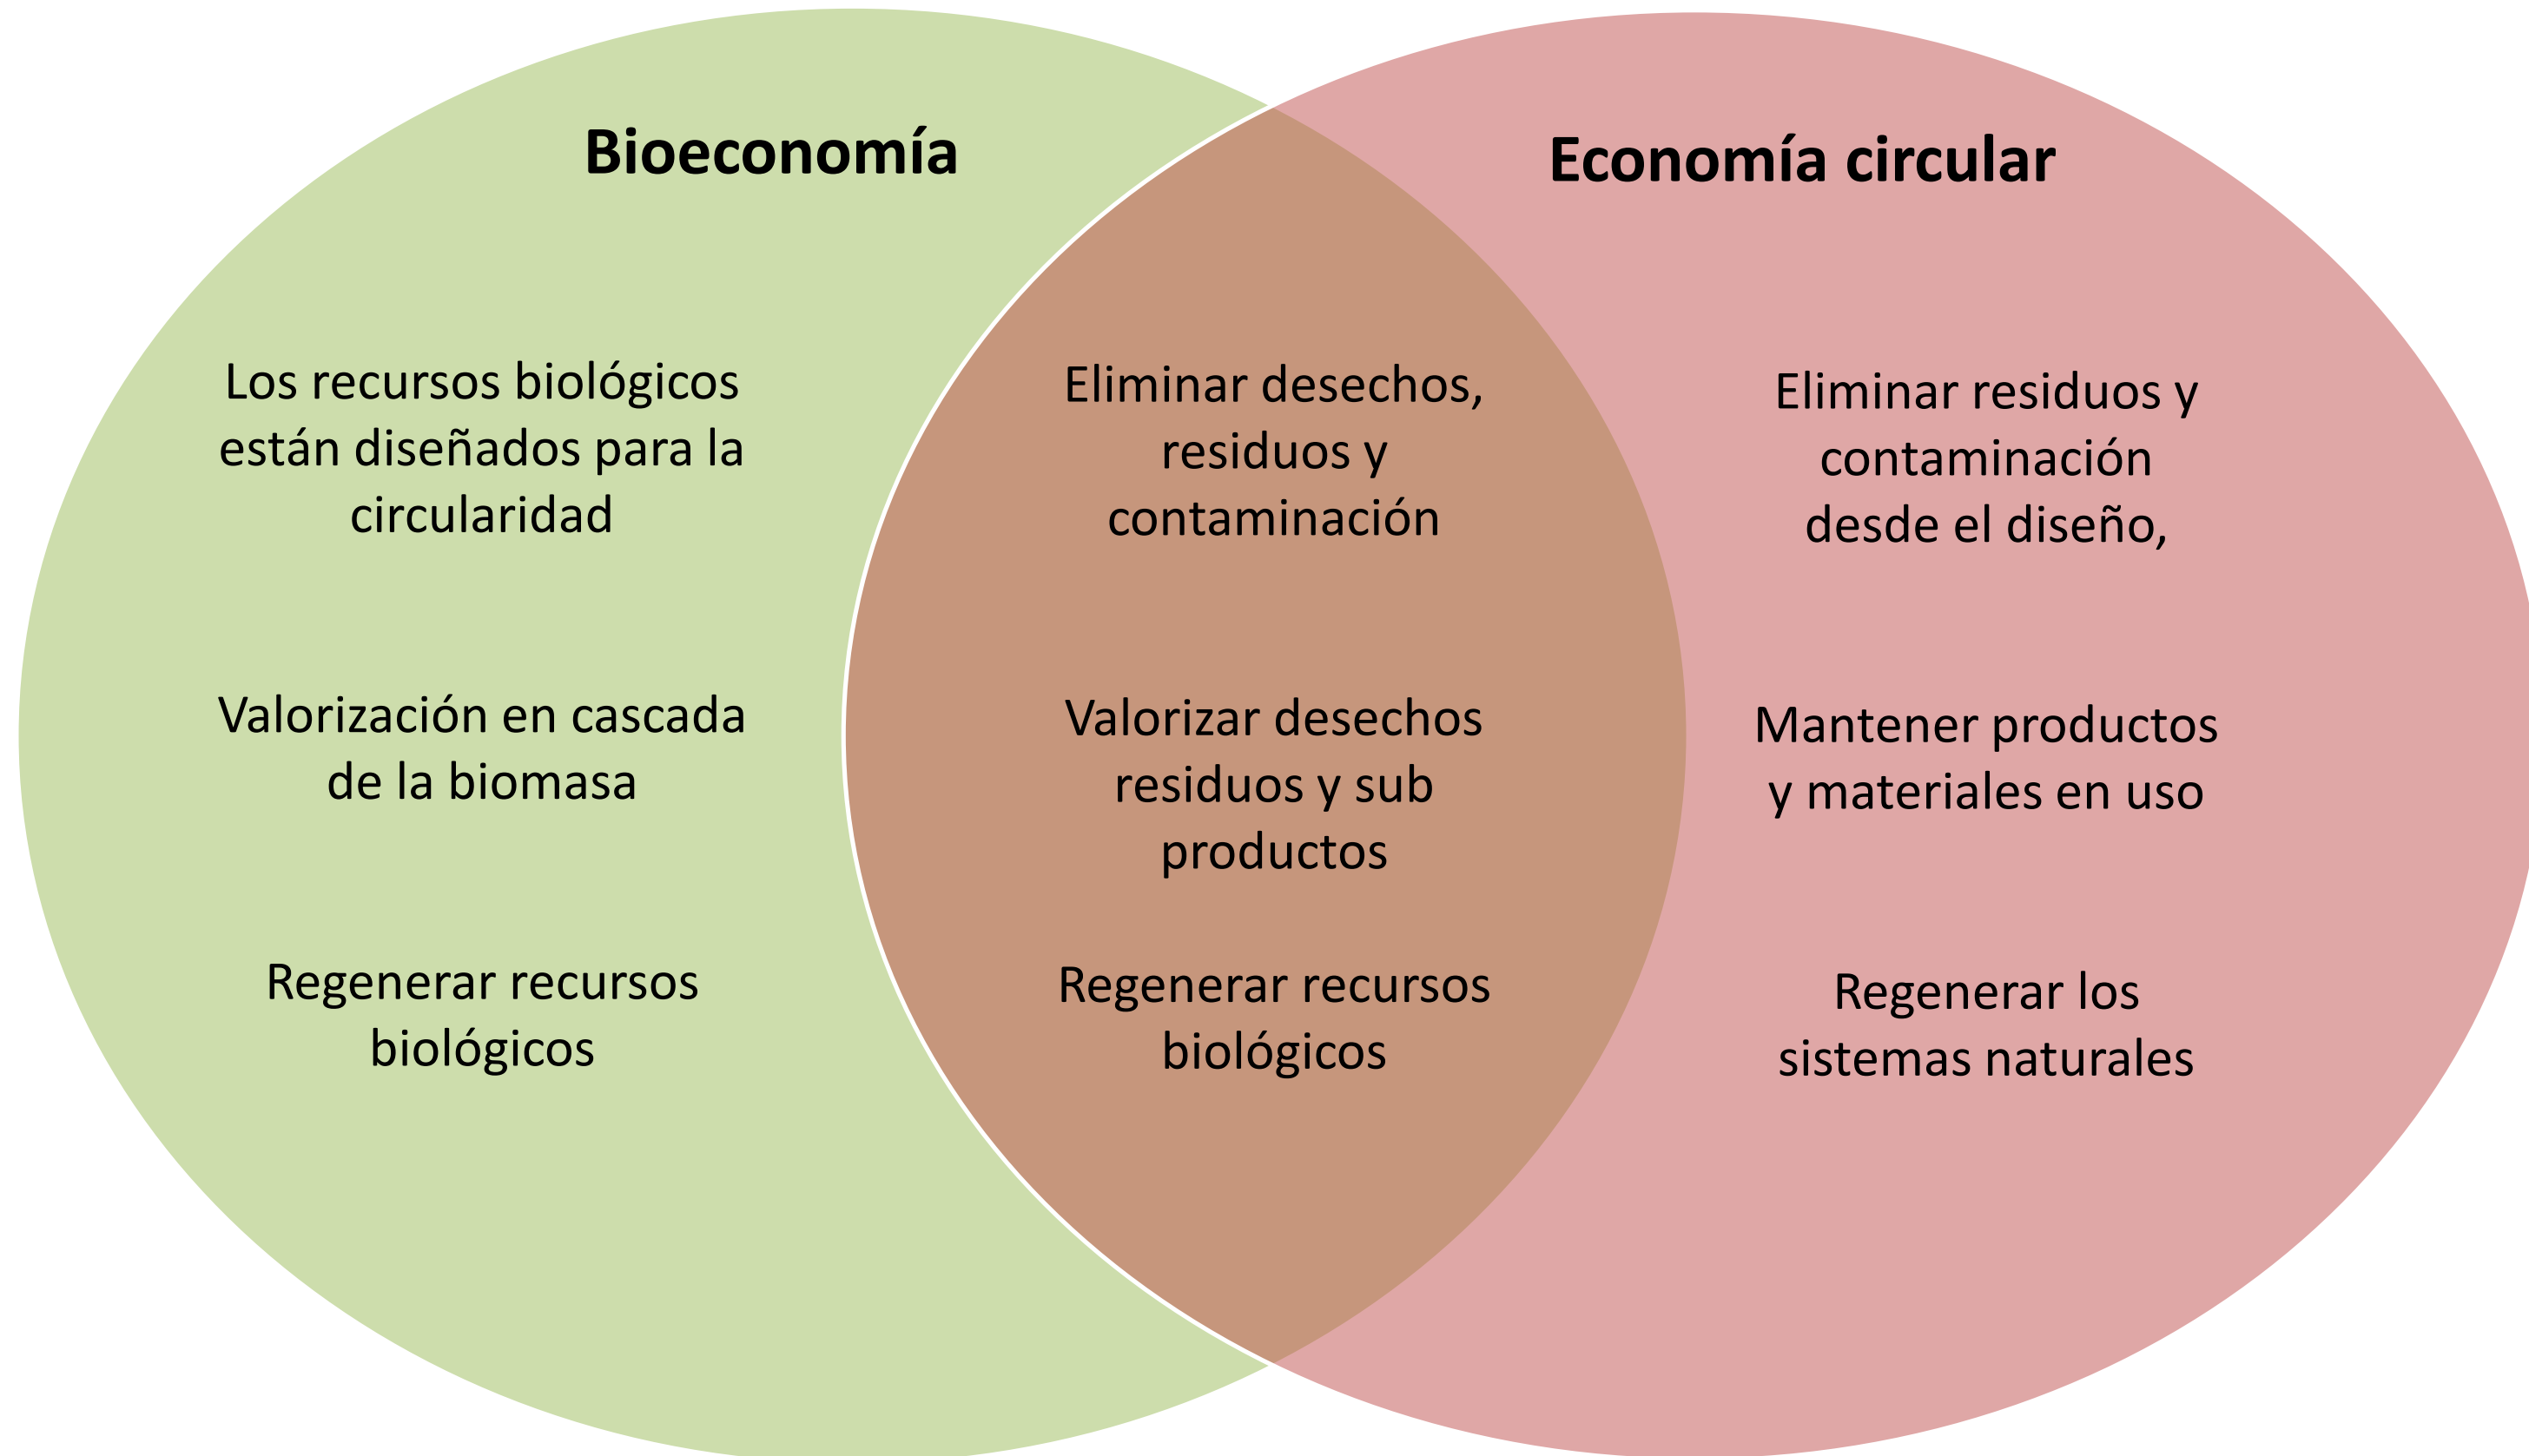 Bioeconomía
Los recursos biológicos
están diseñados para la
circularidad
Valorización en cascada
de la biomasa
Regenerar recursos
biológicos
Eliminar desechos,
residuos y
contaminación
Valorizar desechos
residuos y sub
productos
Regenerar recursos
biológicos
Economía circular
Eliminar residuos y
contaminación
desde el diseño,
Mantener productos
y materiales en uso
Regenerar los
sistemas naturales